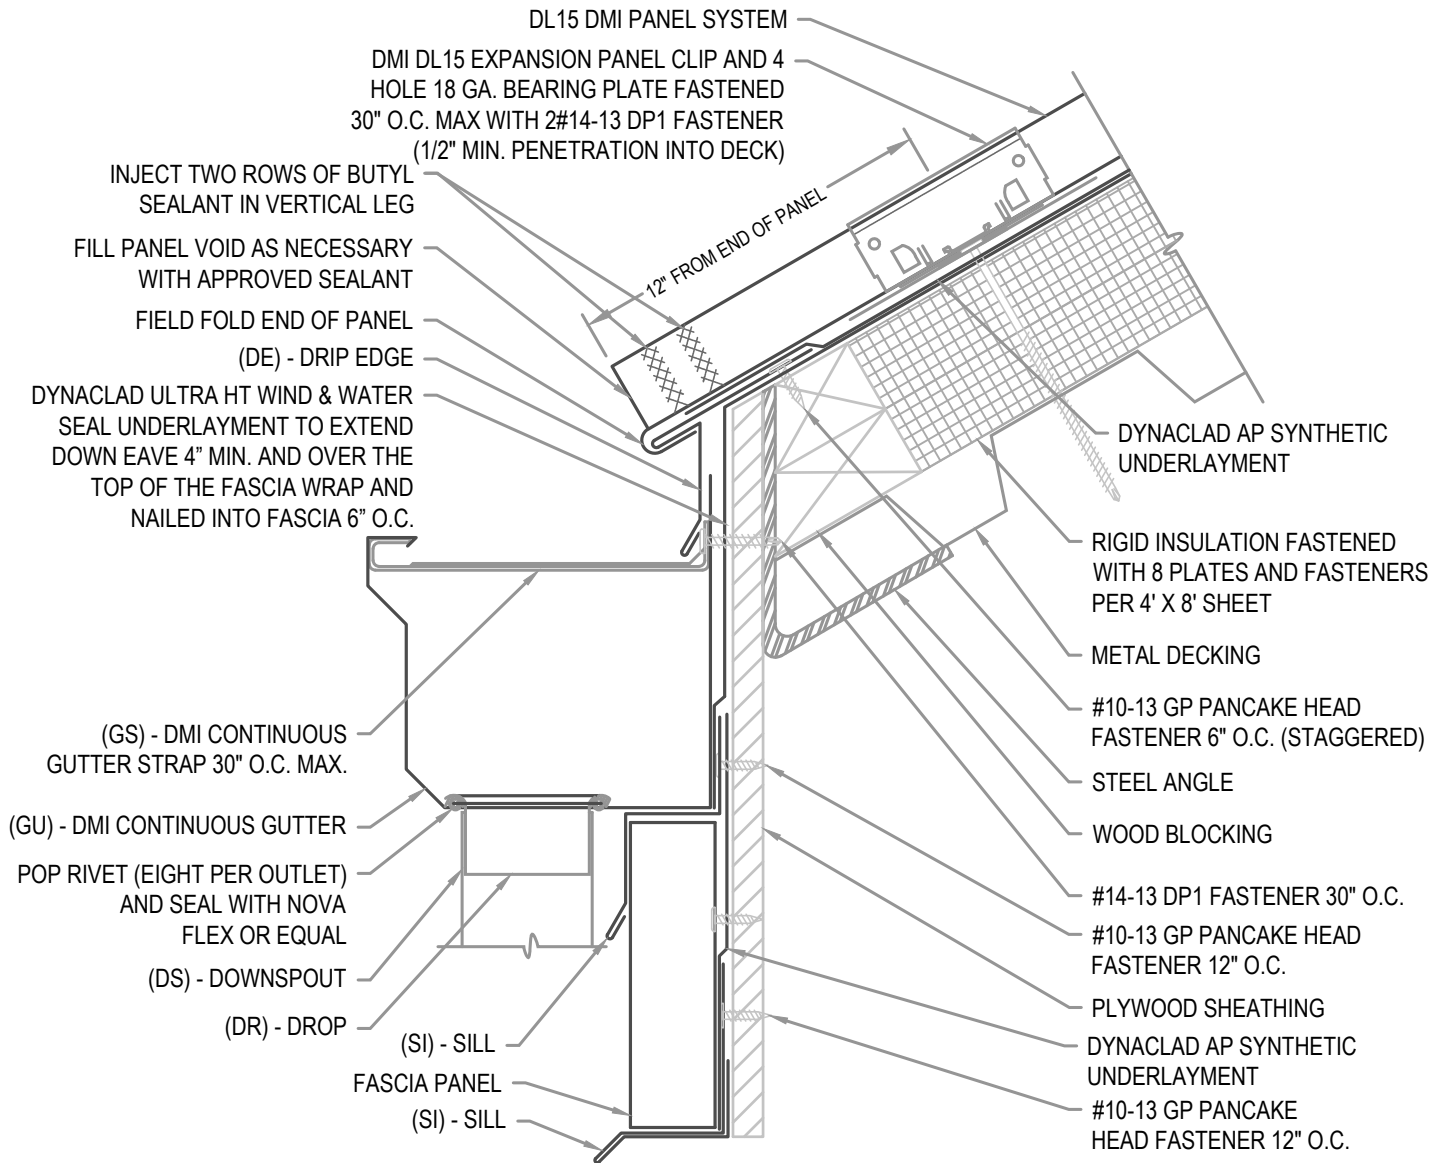 DL15 DMI PANEL SYSTEM
DMI DL15 EXPANSION PANEL CLIP AND 4
HOLE 18 GA. BEARING PLATE FASTENED
30" O.C. MAX WITH 2#14-13 DP1 FASTENER
(1/2" MIN. PENETRATION INTO DECK)
INJECT TWO ROWS OF BUTYL
SEALANT IN VERTICAL LEG
FILL PANEL VOID AS NECESSARY
WITH APPROVED SEALANT
FIELD FOLD END OF PANEL
(DE) - DRIP EDGE
DYNACLAD ULTRA HT WIND & WATER
SEAL UNDERLAYMENT TO EXTEND
DOWN EAVE 4” MIN. AND OVER THE
TOP OF THE FASCIA WRAP AND
NAILED INTO FASCIA 6” O.C.
(GS) - DMI CONTINUOUS
GUTTER STRAP 30" O.C. MAX.
(GU) - DMI CONTINUOUS GUTTER
POP RIVET (EIGHT PER OUTLET)
AND SEAL WITH NOVA
FLEX OR EQUAL
(DS) - DOWNSPOUT
(DR) - DROP
(SI) - SILL
FASCIA PANEL
(SI) - SILL
12" FROM END OF PANEL
DYNACLAD AP SYNTHETIC
UNDERLAYMENT
RIGID INSULATION FASTENED
WITH 8 PLATES AND FASTENERS
PER 4' X 8' SHEET
METAL DECKING
#10-13 GP PANCAKE HEAD
FASTENER 6" O.C. (STAGGERED)
STEEL ANGLE
WOOD BLOCKING
#14-13 DP1 FASTENER 30" O.C.
#10-13 GP PANCAKE HEAD
FASTENER 12" O.C.
PLYWOOD SHEATHING
DYNACLAD AP SYNTHETIC
UNDERLAYMENT
#10-13 GP PANCAKE
HEAD FASTENER 12" O.C.